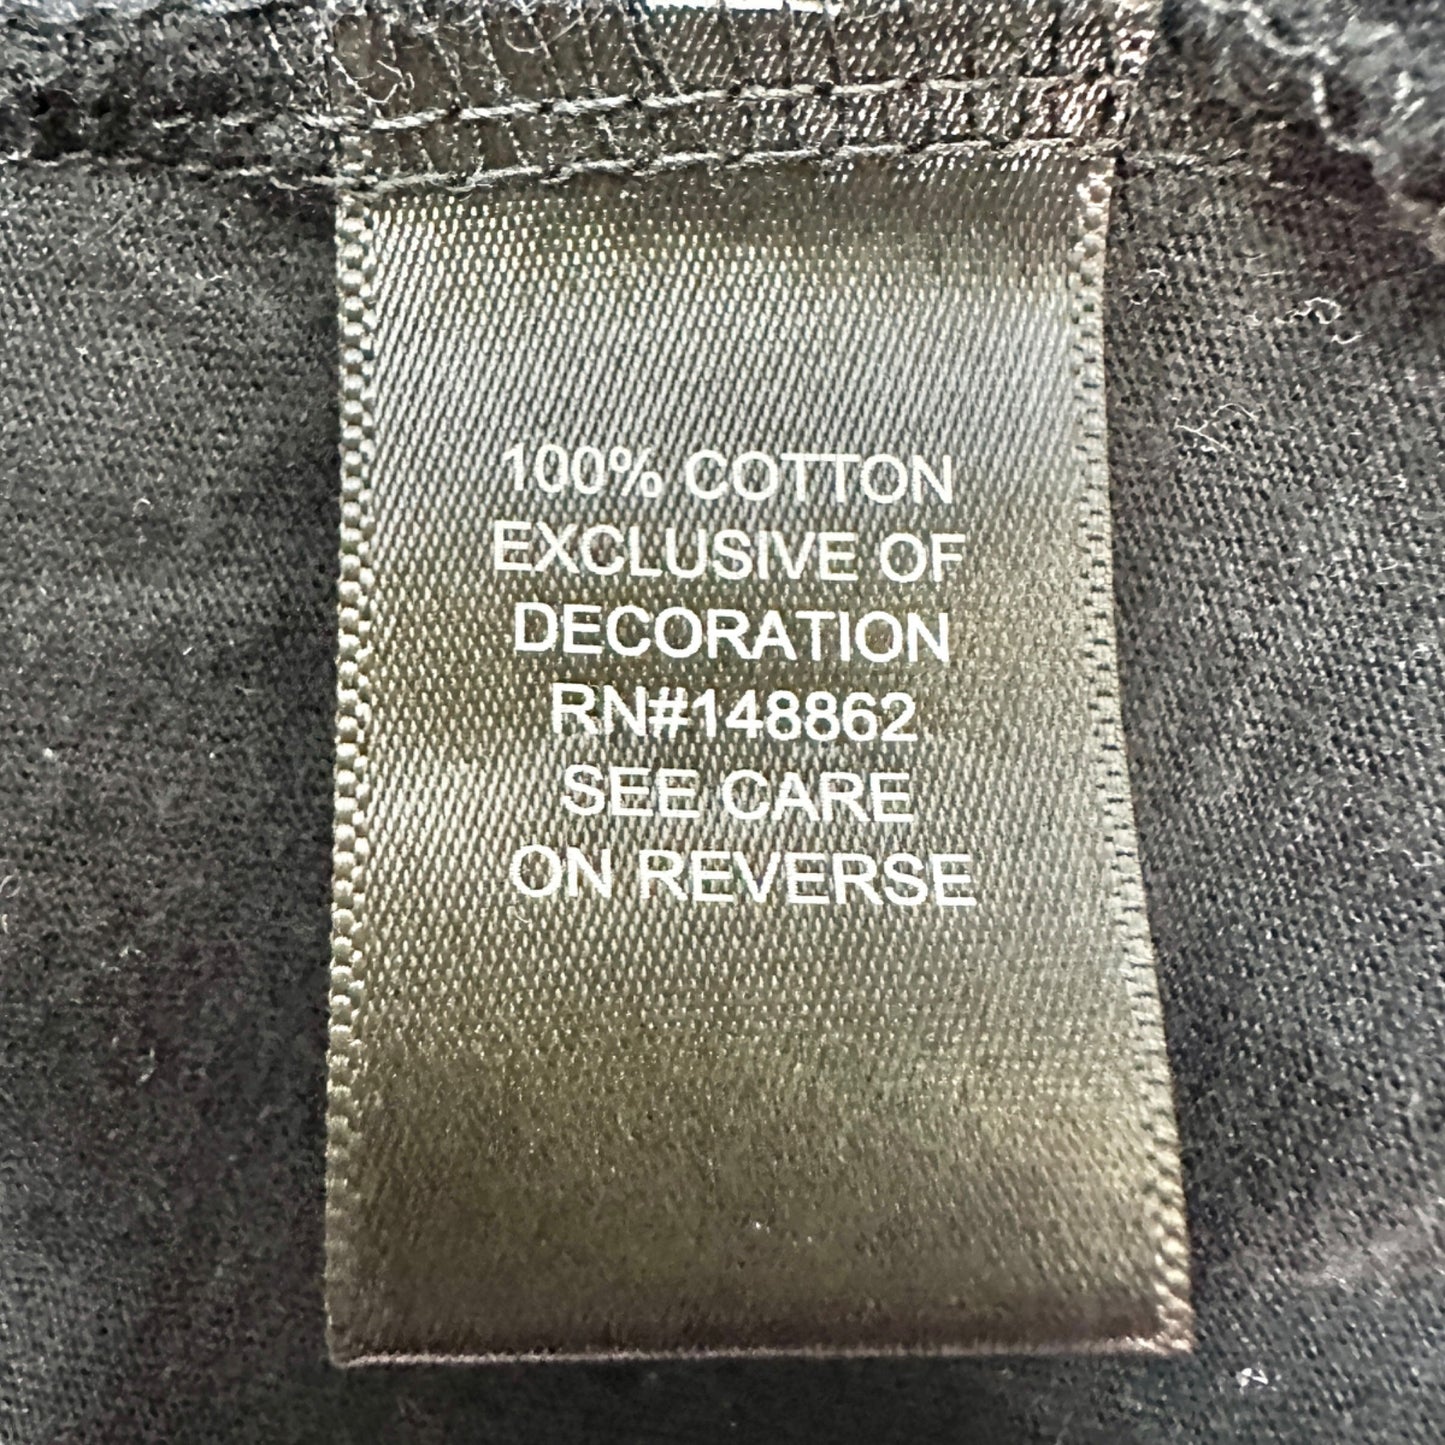 100% COTTON
EXCLUSIVE OF
DECORATION
RN#148862
SEE CARE
ON REVERSE